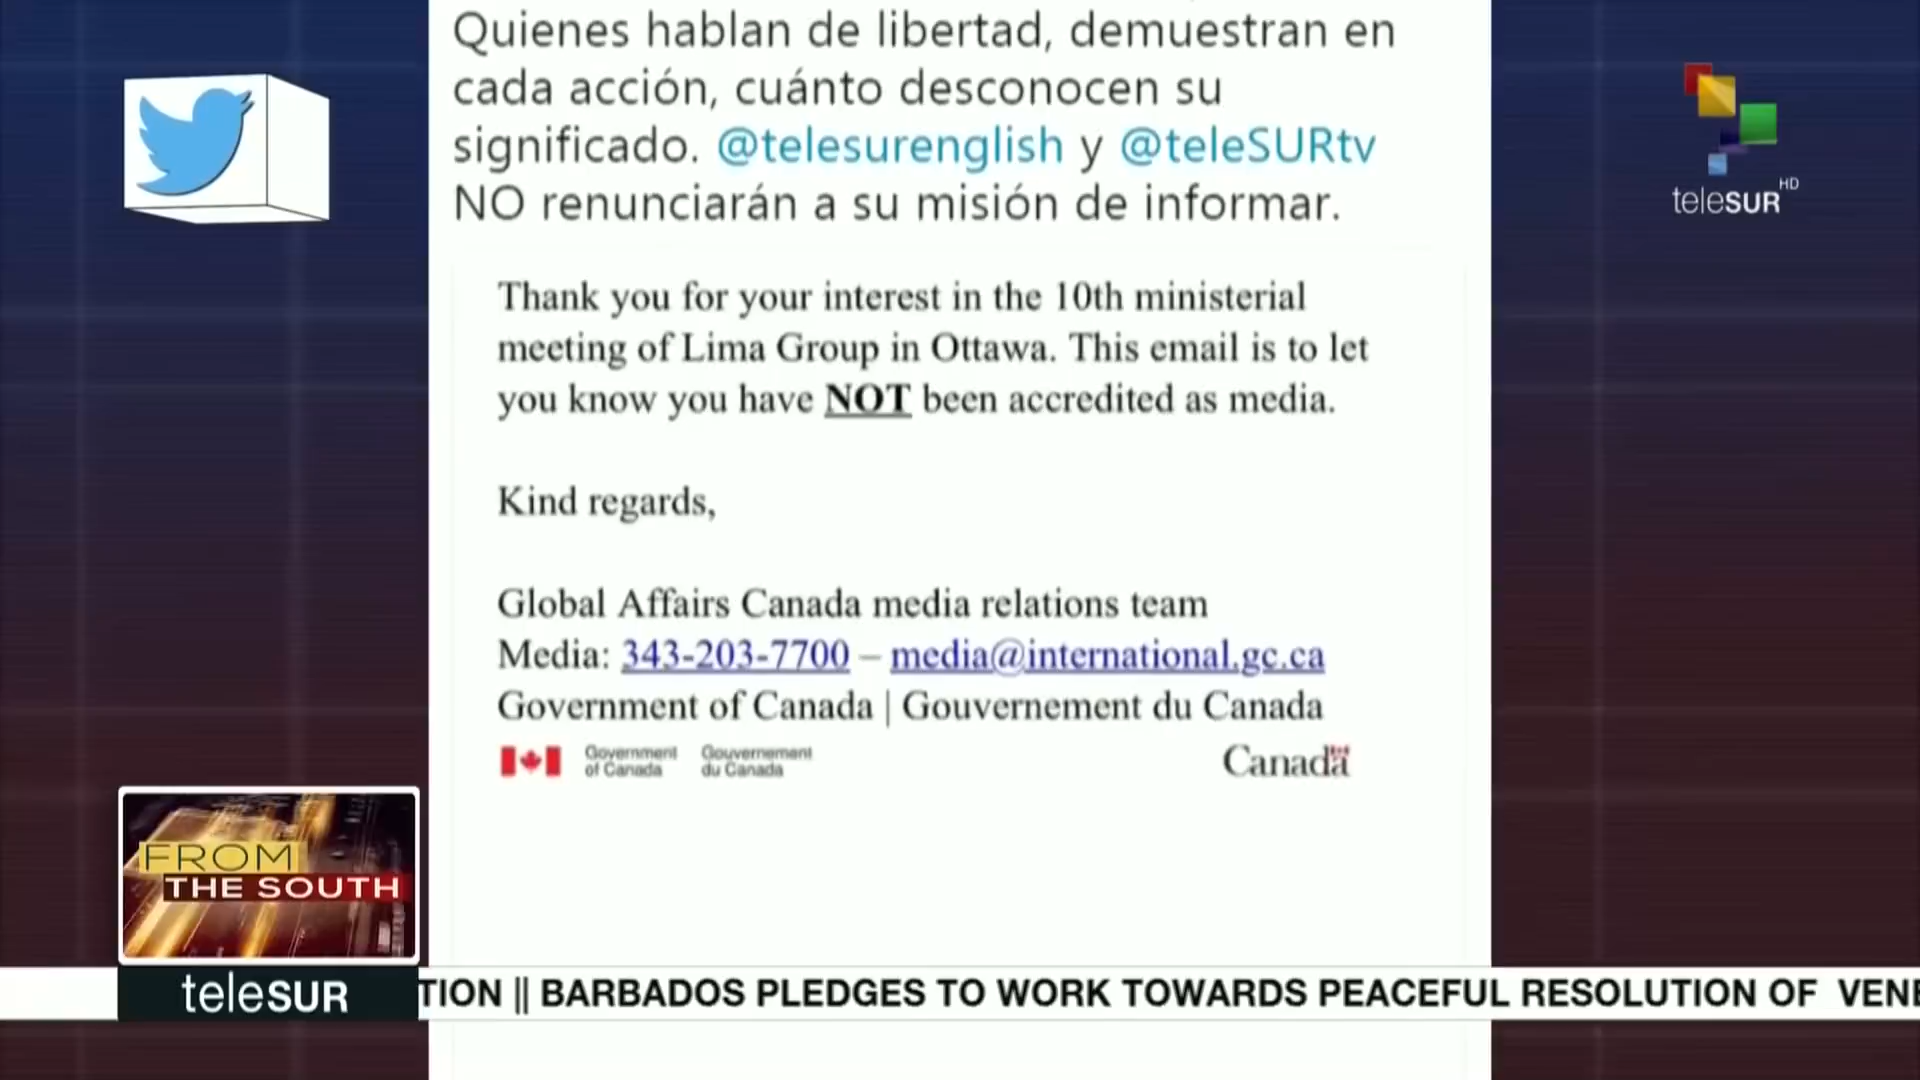 Quienes hablan de libertad, demuestran en
cada acción, cuánto desconocen su
significado. @telesurenglish y @teleSURtv
NO renunciarán a su misión de informar.
HD
teleSUR
Thank you for your interest in the 10th ministerial
meeting of Lima Group in Ottawa. This email is to let
you know you have NOT been accredited as media.
Kind regards,
Global Affairs Canada media relations team
Media: 343-203-7700 – media@international.gc.ca
Government of Canada | Gouvernement du Canada
Government of Canada
Gouvernement du Canada
Canada
FROM
THE SOUTH
teleSUR
TION || BARBADOS PLEDGES TO WORK TOWARDS PEACEFUL RESOLUTION OF VENE